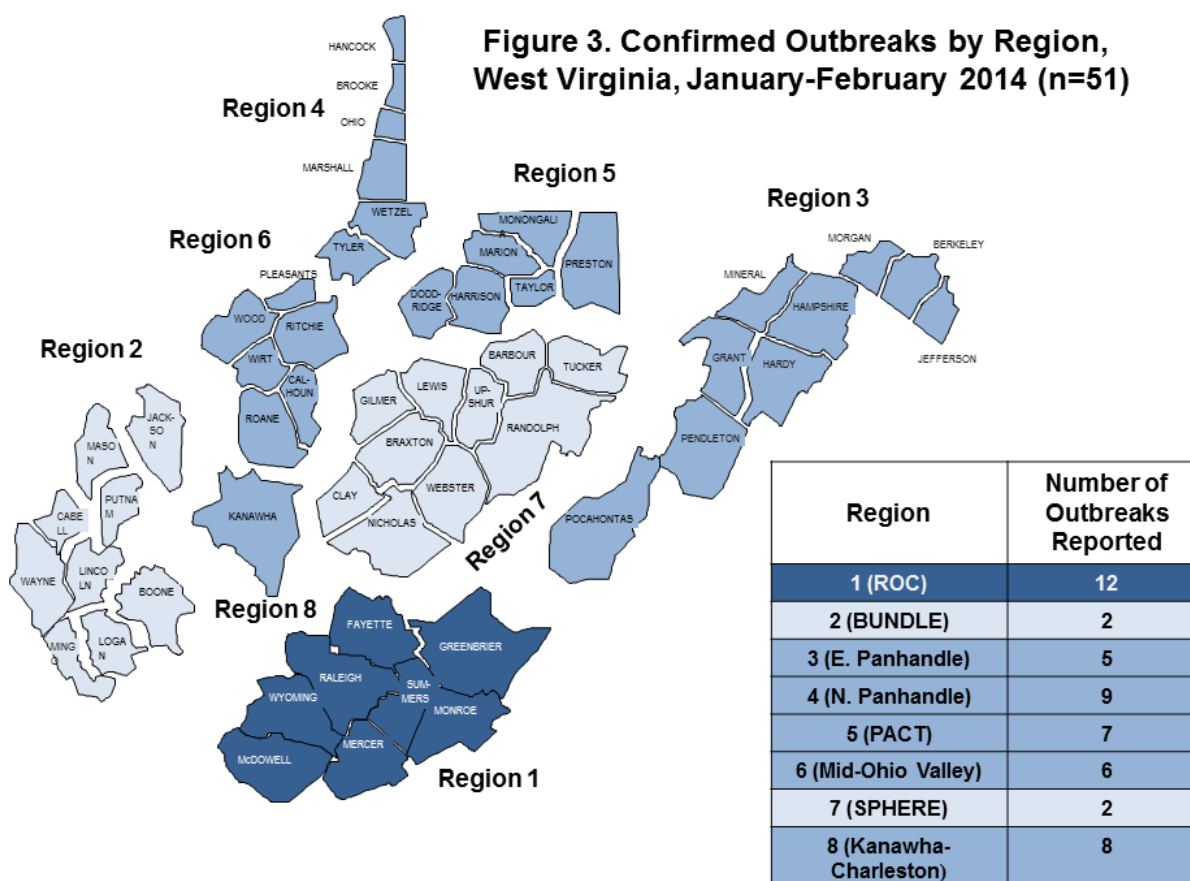 Figure 3. Confirmed Outbreaks by Region,
West Virginia, January-February 2014 (n=51)
HANCOCK
BROOKE
Region 4
OHIO
MARSHALL
WETZEL
TYLER
Region 5
MONONGALI
A
MARION
PRESTON
TAYLOR
DODD-
RIDGE
HARRISON
Region 3
MORGAN
BERKELEY
MINERAL
HAMPSHIRE
JEFFERSON
GRANT
HARDY
PENDLETON
POCAHONTAS
Region 6
PLEASANTS
WOOD
RITCHIE
WIRT
CAL-
HOUN
ROANE
Region 2
JACK-
SO
N
MASO
N
PUTNA
M
CABE
LL
WAYNE
LINCO
LN
BOONE
LOGA
N
MING
O
KANAWHA
Region 8
BARBOUR
TUCKER
LEWIS
UP-
SHUR
GILMER
RANDOLPH
BRAXTON
CLAY
WEBSTER
NICHOLAS
Region 7
FAYETTE
GREENBRIER
RALEIGH
SUM-
MERS
WYOMING
MONROE
MERCER
McDOWELL
Region 1
Region
Number of
Outbreaks
Reported
1 (ROC) 12
2 (BUNDLE) 2
3 (E. Panhandle) 5
4 (N. Panhandle) 9
5 (PACT) 7
6 (Mid-Ohio Valley) 6
7 (SPHERE) 2
8 (Kanawha-
Charleston) 8